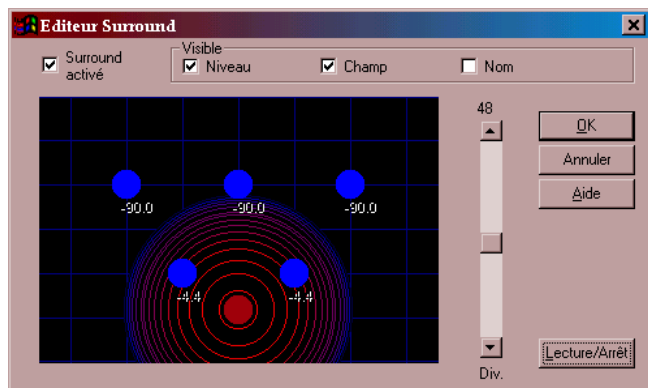 Editeur Surround
Surround
activé
Visible
Niveau
Champ
Nom
48
OK
Annuler
Aide
-90.0
-90.0
-90.0
-4.4
-4.4
Lecture/Arrêt
Div.